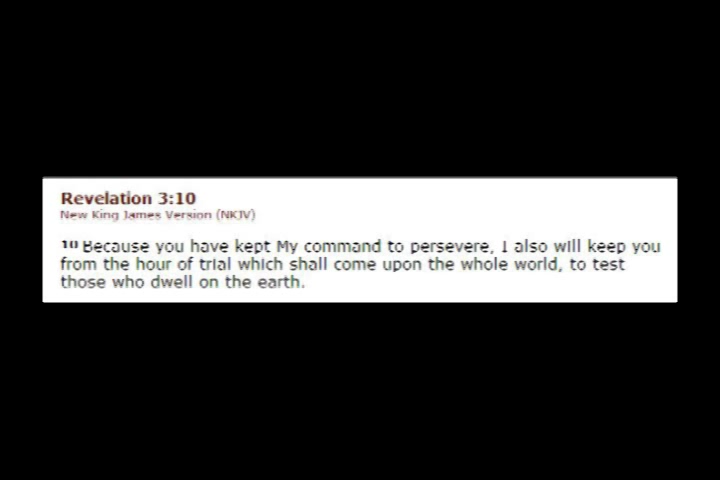 Revelation 3:10
New King James Version (NKJV)
10 Because you have kept My command to persevere, I also will keep you
from the hour of trial which shall come upon the whole world, to test
those who dwell on the earth.